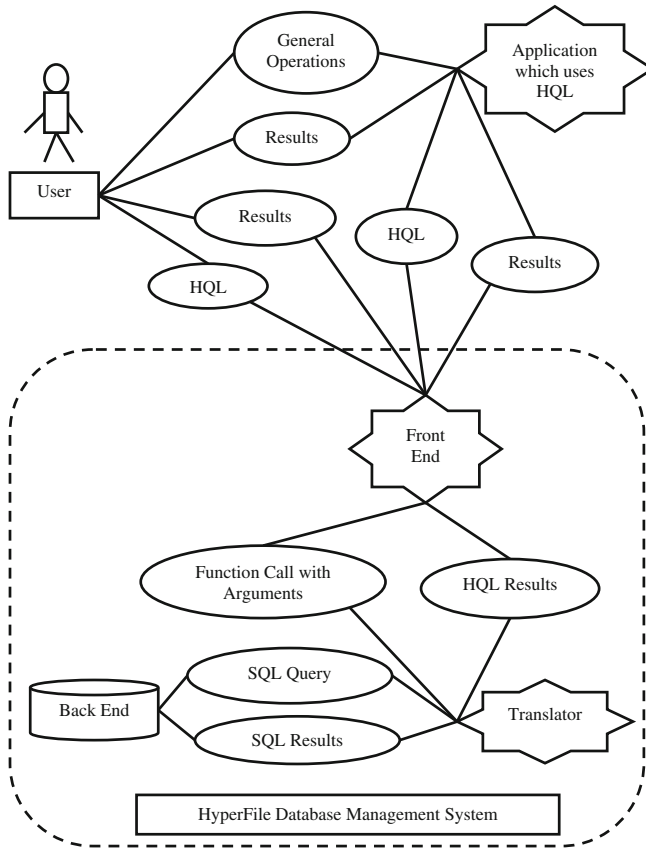 General
Operations
Application
which uses
HQL
Results
User
Results
HQL
Results
HQL
Front
End
Function Call with
Arguments
HQL Results
SQL Query
Back End
Translator
SQL Results
HyperFile Database Management System